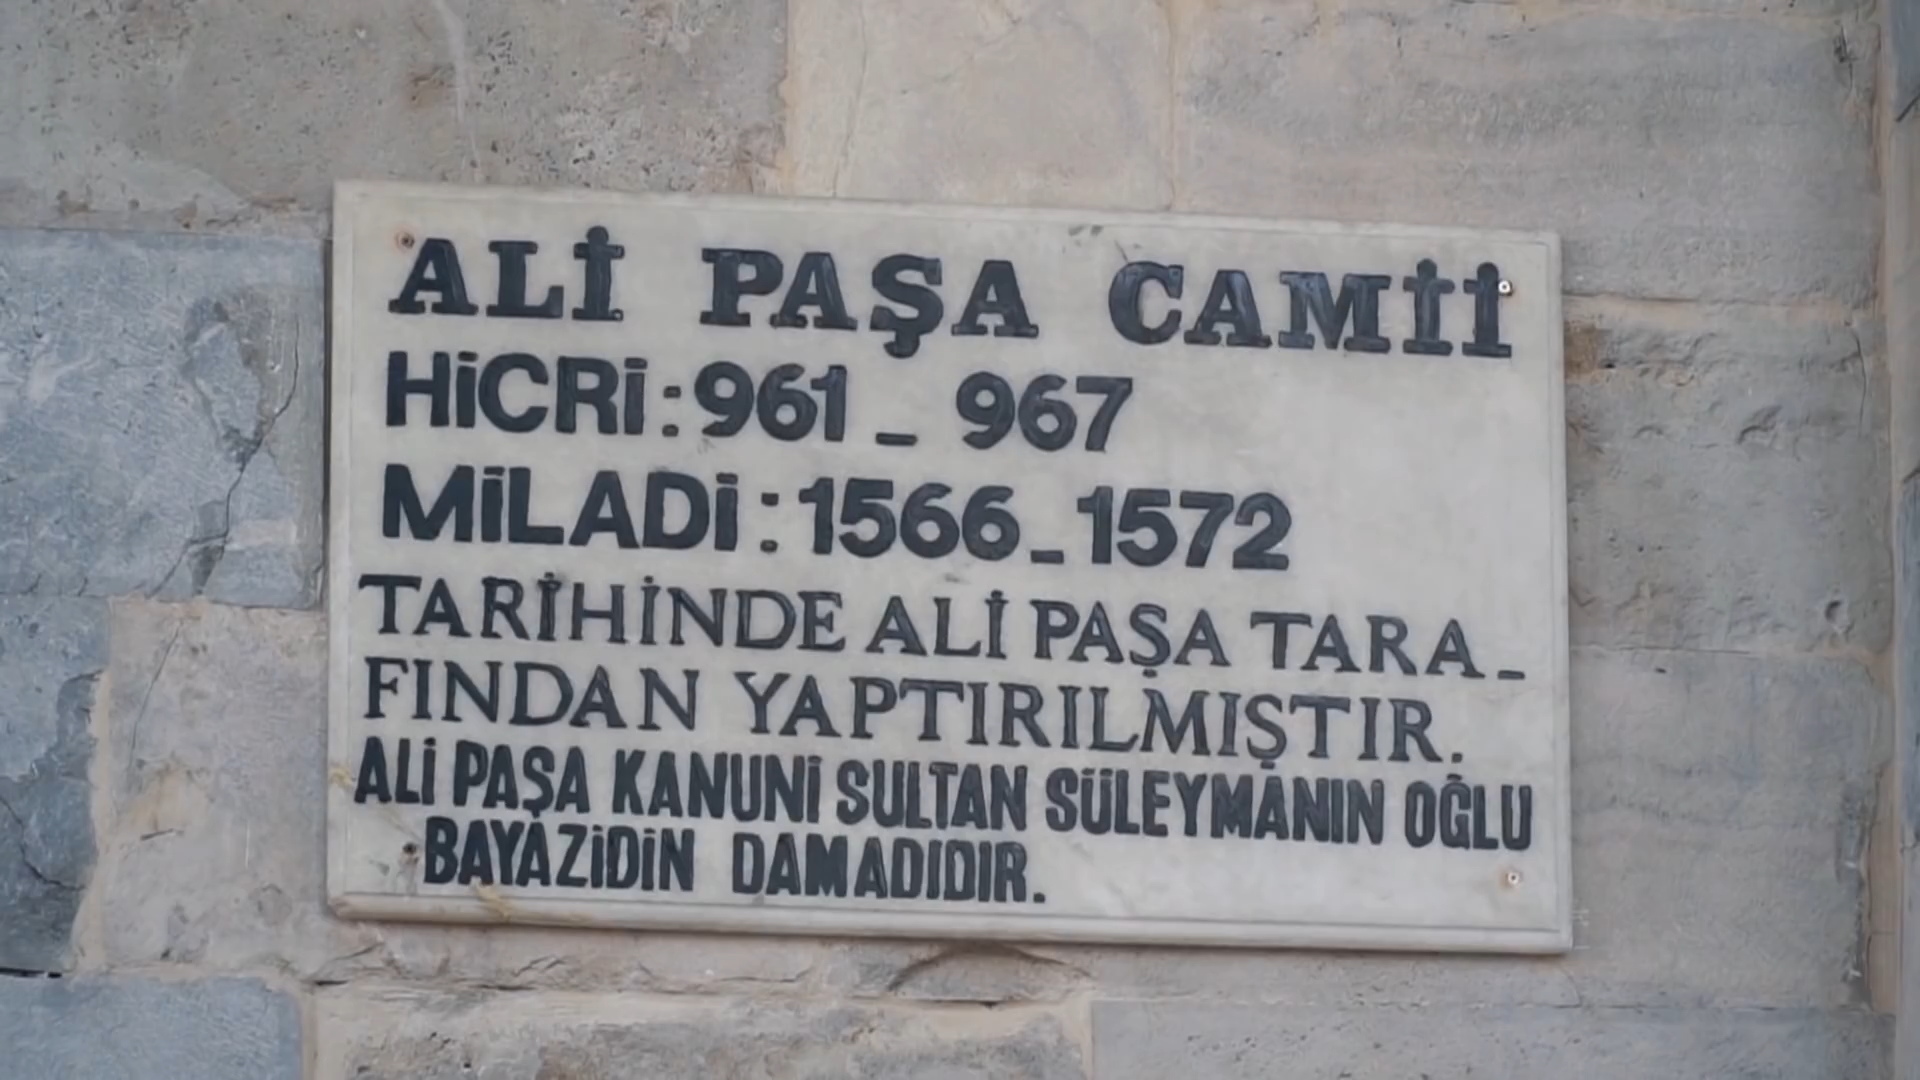 ALİ PAŞA CAMİİ
HİCRİ : 961 _ 967
MİLADİ : 1566 _ 1572
TARİHİNDE ALİ PAŞA TARA _
FINDAN YAPTIRILMIŞTIR.
ALİ PAŞA KANUNİ SULTAN SÜLEYMANIN OĞLU
BAYAZİDİN DAMADIDIR.